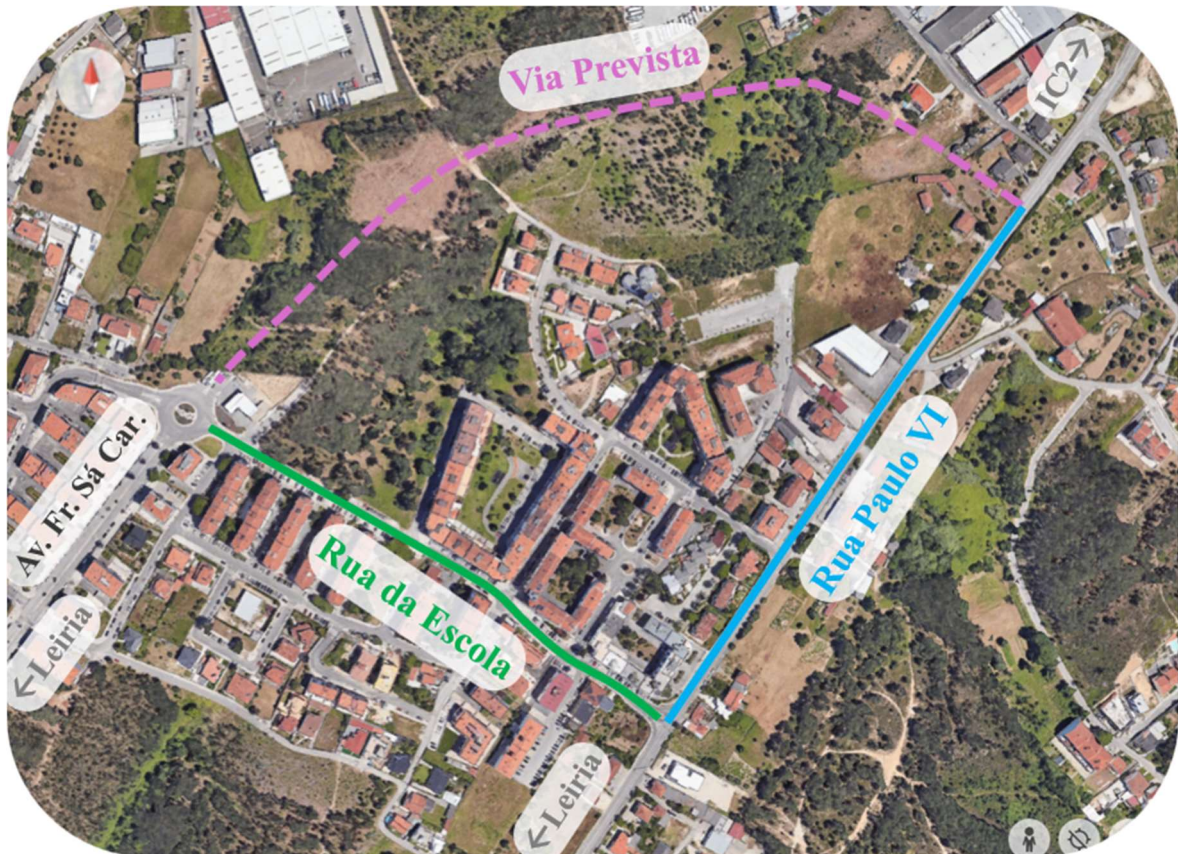 Via Prevista
IC2→
Av. Fr. Sá Car.
Rua da Escola
Rua Paulo VI
←Leiria
←Leiria